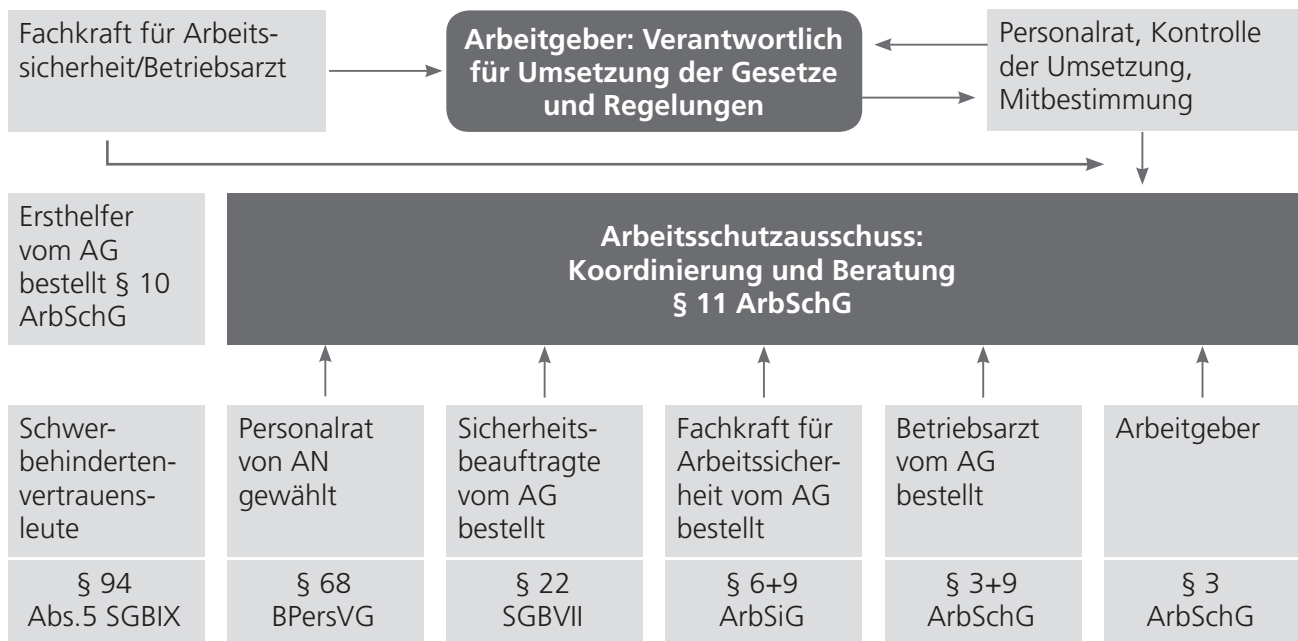 Fachkraft für Arbeits-
sicherheit/Betriebsarzt
Arbeitgeber: Verantwortlich
für Umsetzung der Gesetze
und Regelungen
Personalrat, Kontrolle
der Umsetzung,
Mitbestimmung
Ersthelfer
vom AG
bestellt § 10
ArbSchG
Arbeitsschutzausschuss:
Koordinierung und Beratung
§ 11 ArbSchG
Schwer-
behinderten-
vertrauens-
leute
§ 94
Abs.5 SGBIX
Personalrat
von AN
gewählt
§ 68
BPersVG
Sicherheits-
beauftragte
vom AG
bestellt
§ 22
SGBVII
Fachkraft für
Arbeitssicher-
heit vom AG
bestellt
§ 6+9
ArbSiG
Betriebsarzt
vom AG
bestellt
§ 3+9
ArbSchG
Arbeitgeber
§ 3
ArbSchG